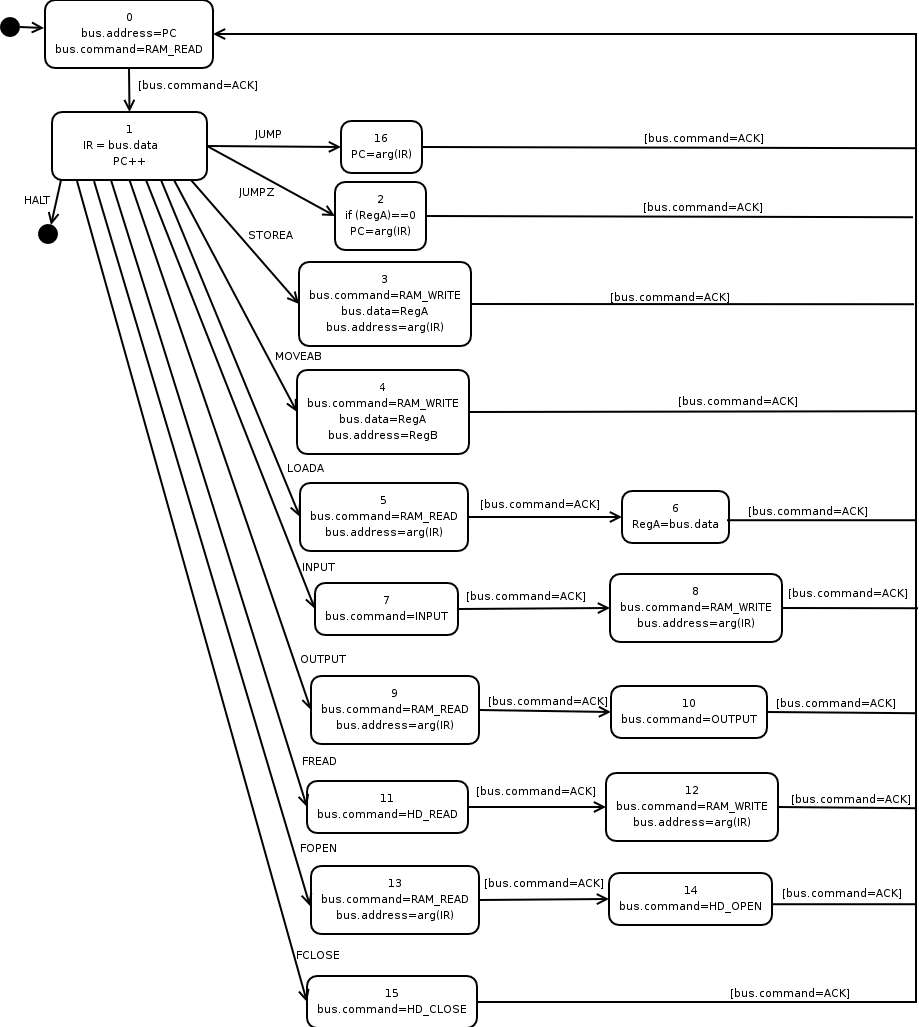 0
bus.address=PC
bus.command=RAM_READ
[bus.command=ACK]
1
IR = bus.data
PC++
HALT
JUMP
16
PC=arg(IR)
[bus.command=ACK]
JUMPZ
2
if (RegA)==0
PC=arg(IR)
[bus.command=ACK]
STOREA
3
bus.command=RAM_WRITE
bus.data=RegA
bus.address=arg(IR)
[bus.command=ACK]
MOVEAB
4
bus.command=RAM_WRITE
bus.data=RegA
bus.address=RegB
[bus.command=ACK]
LOADA
5
bus.command=RAM_READ
bus.address=arg(IR)
[bus.command=ACK]
6
RegA=bus.data
[bus.command=ACK]
INPUT
7
bus.command=INPUT
[bus.command=ACK]
8
bus.command=RAM_WRITE
bus.address=arg(IR)
[bus.command=ACK]
OUTPUT
9
bus.command=RAM_READ
bus.address=arg(IR)
[bus.command=ACK]
10
bus.command=OUTPUT
[bus.command=ACK]
FREAD
11
bus.command=HD_READ
[bus.command=ACK]
12
bus.command=RAM_WRITE
bus.address=arg(IR)
[bus.command=ACK]
FOPEN
13
bus.command=RAM_READ
bus.address=arg(IR)
[bus.command=ACK]
14
bus.command=HD_OPEN
[bus.command=ACK]
FCLOSE
15
bus.command=HD_CLOSE
[bus.command=ACK]